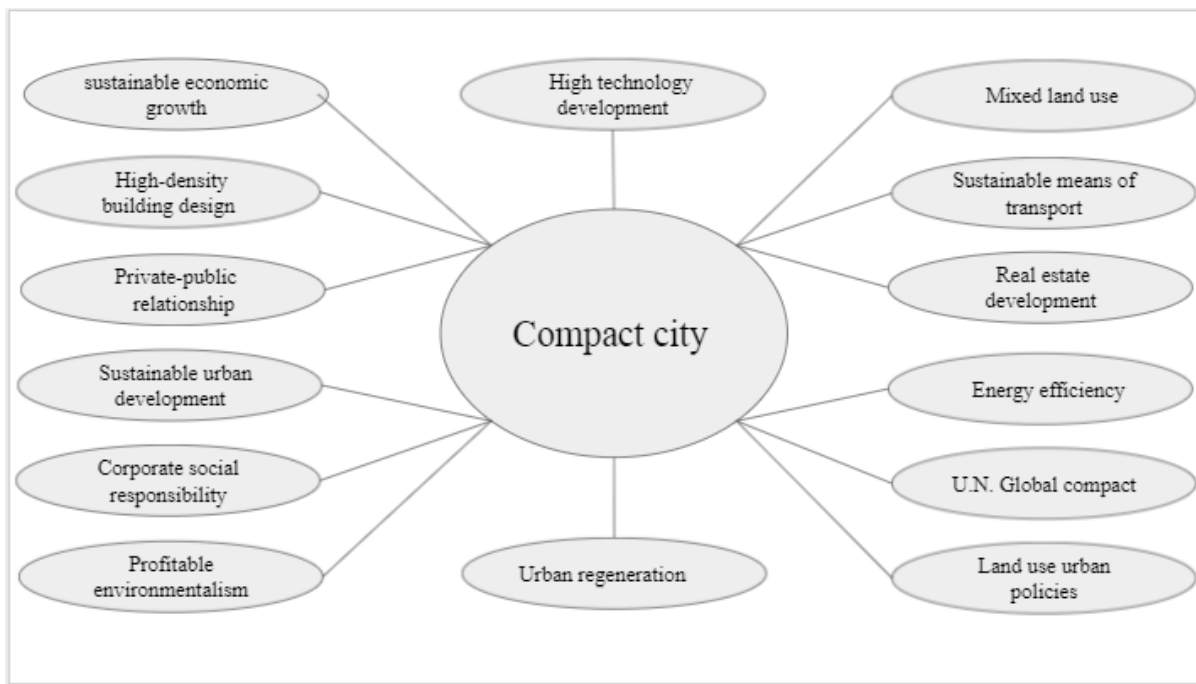 sustainable economic
growth
High technology
development
Mixed land use
High-density
building design
Sustainable means of
transport
Private-public
relationship
Real estate
development
Compact city
Sustainable urban
development
Energy efficiency
Corporate social
responsibility
U.N. Global compact
Profitable
environmentalism
Urban regeneration
Land use urban
policies